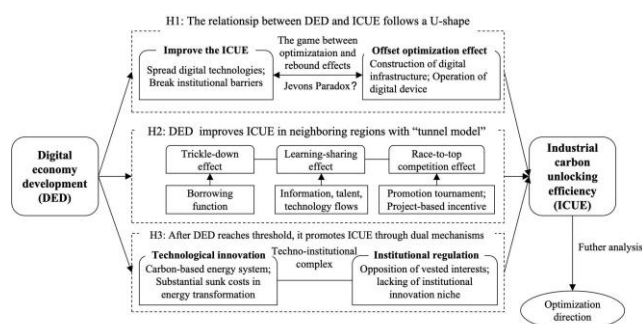 H1: The relationsip between DED and ICUE follows a U-shape
Improve the ICUE
Spread digital technologies;
Break institutional barriers
The game between
optimizataion and
rebound effects
Jevons Paradox?
Offset optimization effect
Construction of digital
infrastructure; Operation of
digital device
H2: DED improves ICUE in neighboring regions with “tunnel model”
Digital
economy
development
(DED)
Trickle-down
effect
Learning-sharing
effect
Race-to-top
competition effect
Borrowing
function
Information, talent,
technology flows
Promotion tournament;
Project-based incentive
Industrial
carbon
unlocking
efficiency
(ICUE)
H3: After DED reaches threshold, it promotes ICUE through dual mechanisms
Technological innovation
Carbon-based energy system;
Substantial sunk costs in
energy transformation
Techno-institutional
complex
Institutional regulation
Opposition of vested interests;
lacking of institutional
innovation niche
Futher analysis
Optimization
direction